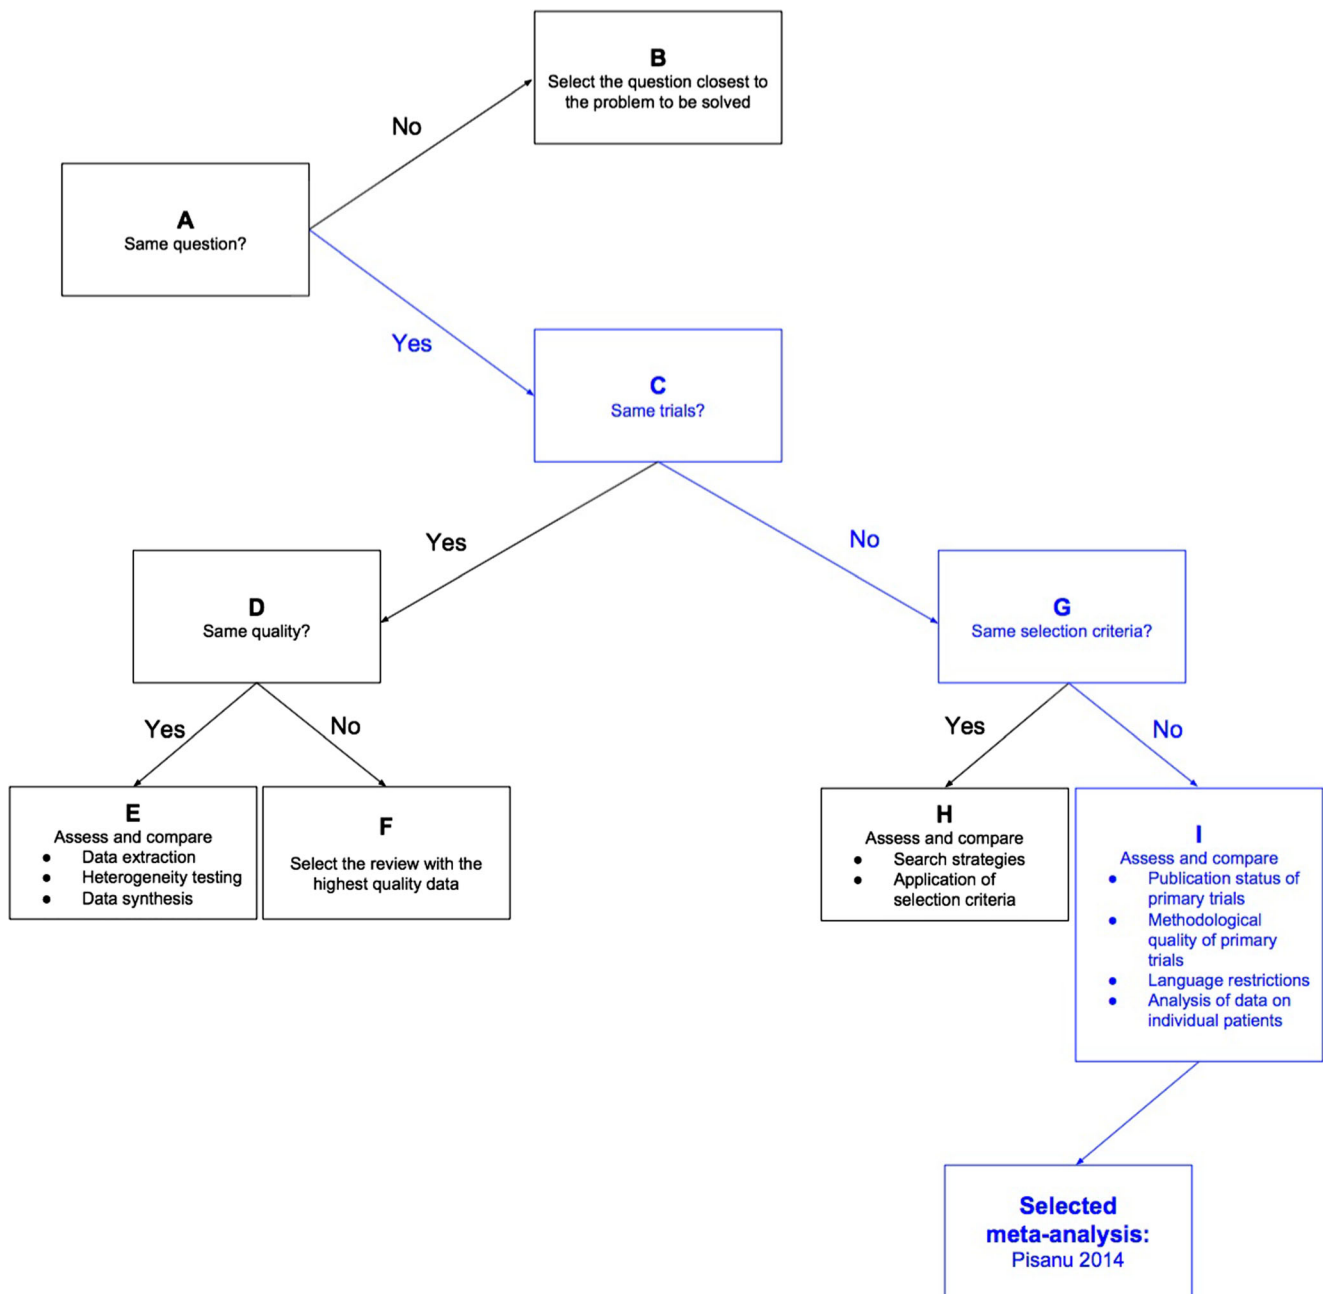 B
Select the question closest to
the problem to be solved
No
A
Same question?
Yes
C
Same trials?
Yes
No
D
Same quality?
G
Same selection criteria?
Yes
No
Yes
No
E
Assess and compare
● Data extraction
● Heterogeneity testing
● Data synthesis
F
Select the review with the
highest quality data
H
Assess and compare
● Search strategies
● Application of
selection criteria
I
Assess and compare
● Publication status of
primary trials
● Methodological
quality of primary
trials
● Language restrictions
● Analysis of data on
individual patients
Selected
meta-analysis:
Pisanu 2014